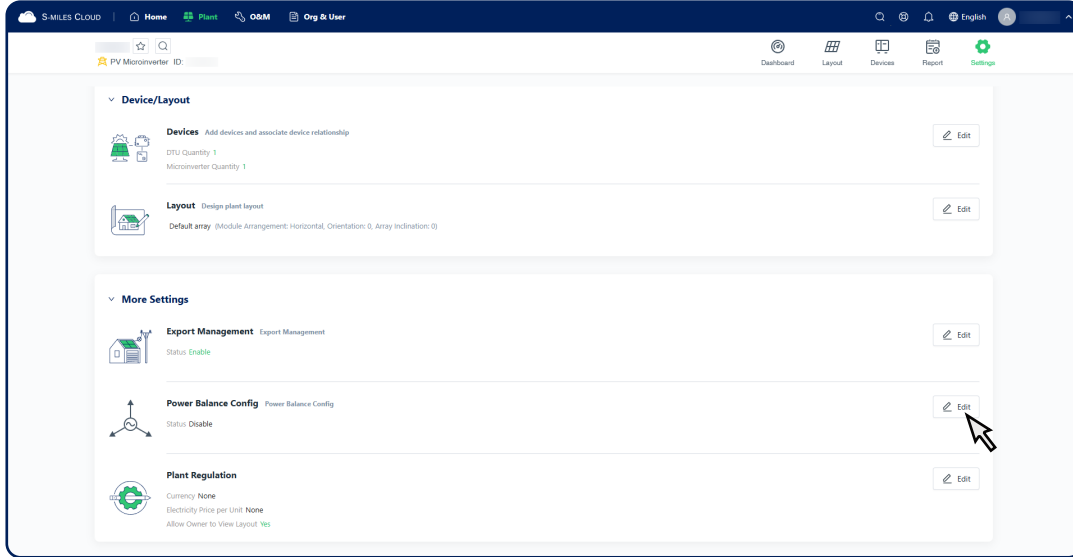 S-MILES CLOUD Home Plant O&M Org & User English A
PV Microinverter ID:
Dashboard Layout Devices Report Settings
Device/Layout
Devices Add devices and associate device relationship
Edit
DTU Quantity 1
Microinverter Quantity 1
Layout Design plant layout
Edit
Default array (Module Arrangement: Horizontal, Orientation: 0, Array Inclination: 0)
More Settings
Export Management Export Management
Edit
Status Enable
Power Balance Config Power Balance Config
Edit
Status Disable
Plant Regulation
Edit
Currency None
Electricity Price per Unit None
Allow Owner to View Layout Yes